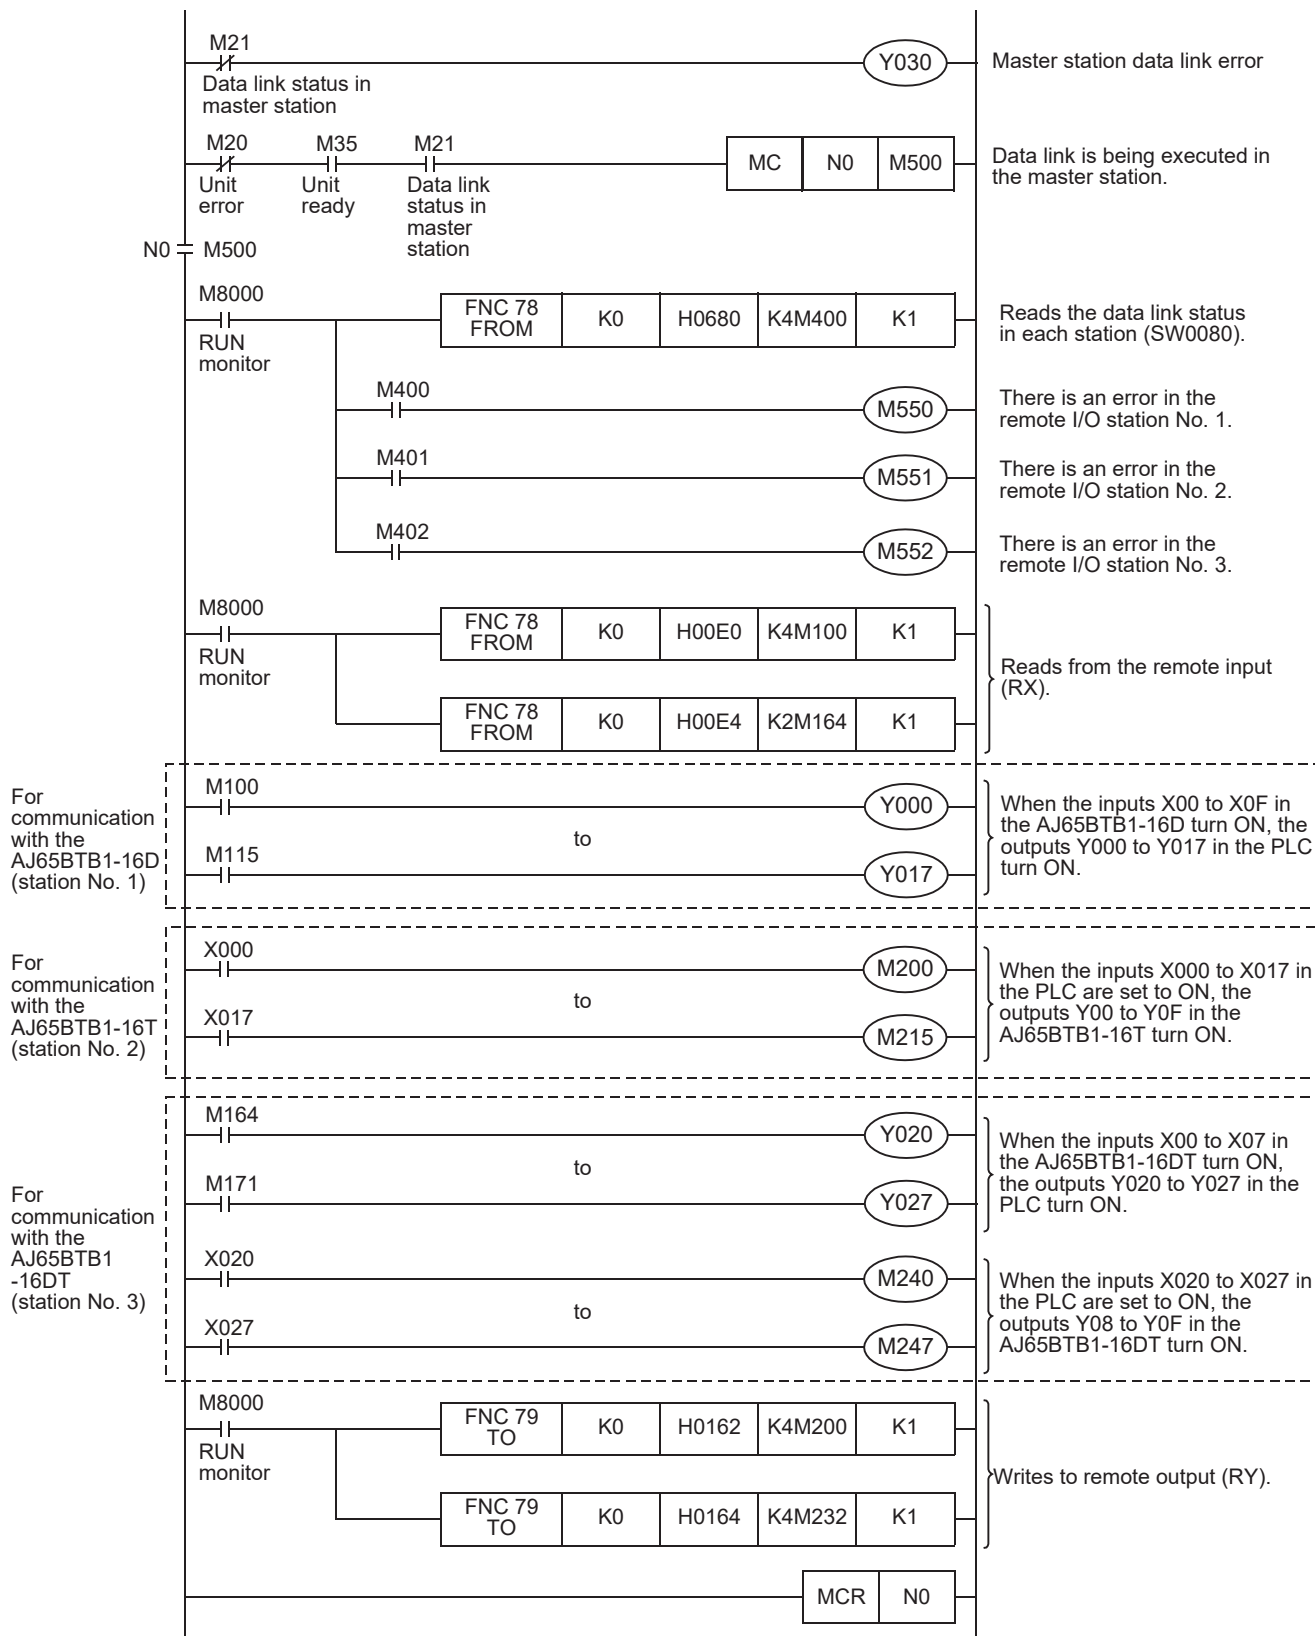 M21
Y030
Master station data link error
Data link status in
master station
M20
M35
M21
MC
N0
M500
Data link is being executed in
the master station.
Unit
error
Unit
ready
Data link
status in
master
station
N0
M500
M8000
RUN
monitor
FNC 78
FROM
K0
H0680
K4M400
K1
Reads the data link status
in each station (SW0080).
M400
M550
There is an error in the
remote I/O station No. 1.
M401
M551
There is an error in the
remote I/O station No. 2.
M402
M552
There is an error in the
remote I/O station No. 3.
M8000
RUN
monitor
FNC 78
FROM
K0
H00E0
K4M100
K1
FNC 78
FROM
K0
H00E4
K2M164
K1
Reads from the remote input
(RX).
For
communication
with the
AJ65BTB1-16D
(station No. 1)
M100
Y000
to
M115
Y017
When the inputs X00 to X0F in
the AJ65BTB1-16D turn ON, the
outputs Y000 to Y017 in the PLC
turn ON.
For
communication
with the
AJ65BTB1-16T
(station No. 2)
X000
M200
to
X017
M215
When the inputs X000 to X017 in
the PLC are set to ON, the
outputs Y00 to Y0F in the
AJ65BTB1-16T turn ON.
For
communication
with the
AJ65BTB1
-16DT
(station No. 3)
M164
Y020
to
M171
Y027
When the inputs X00 to X07 in
the AJ65BTB1-16DT turn ON,
the outputs Y020 to Y027 in the
PLC turn ON.
X020
M240
to
X027
M247
When the inputs X020 to X027 in
the PLC are set to ON, the
outputs Y08 to Y0F in the
AJ65BTB1-16DT turn ON.
M8000
RUN
monitor
FNC 79
TO
K0
H0162
K4M200
K1
FNC 79
TO
K0
H0164
K4M232
K1
Writes to remote output (RY).
MCR
N0